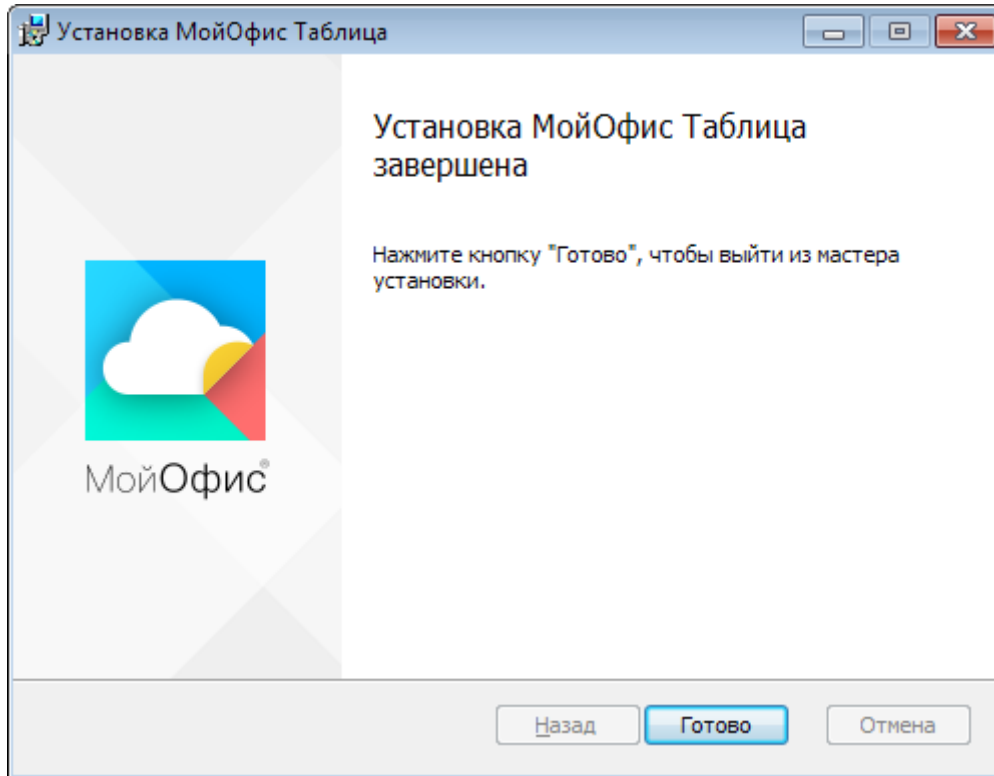 Установка МойОфис Таблица
Установка МойОфис Таблица
завершена
Нажмите кнопку "Готово", чтобы выйти из мастера
установки.
МойОфис®
Назад
Готово
Отмена